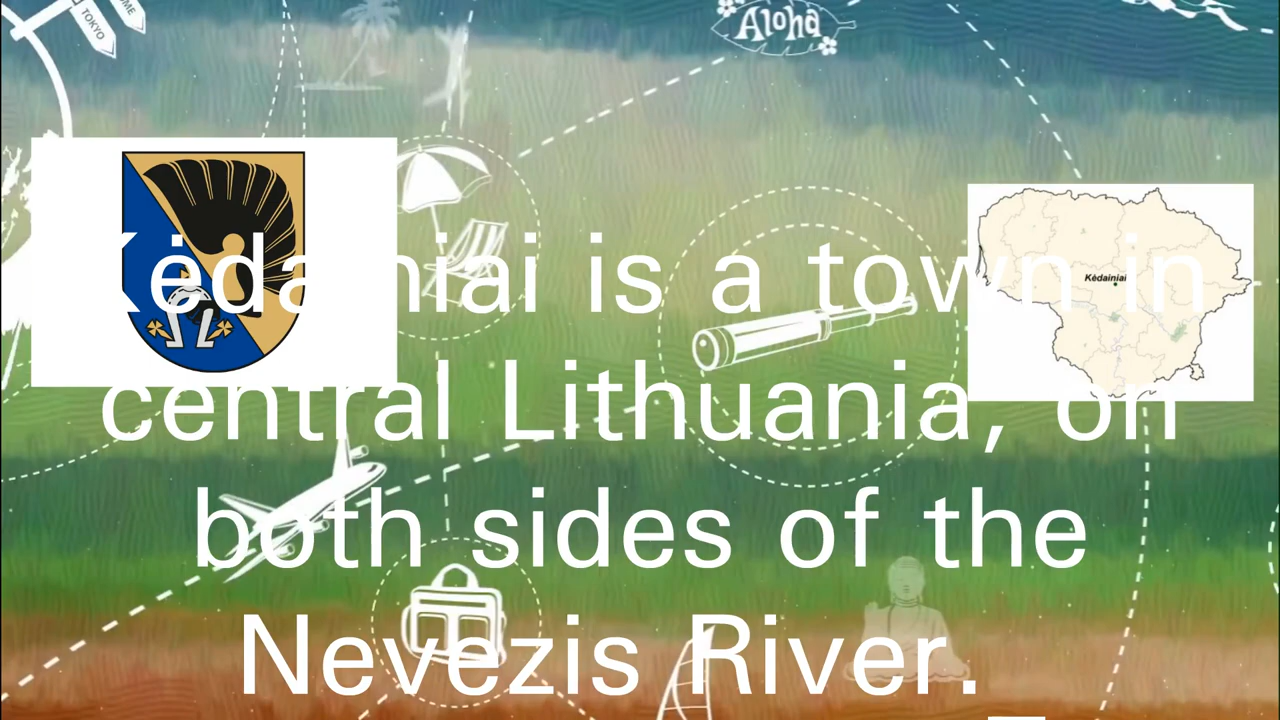 TOKYO
Aloha
Kėdainiai is a town in
Kėdainiai
central Lithuania, on
both sides of the
Nevezis River.